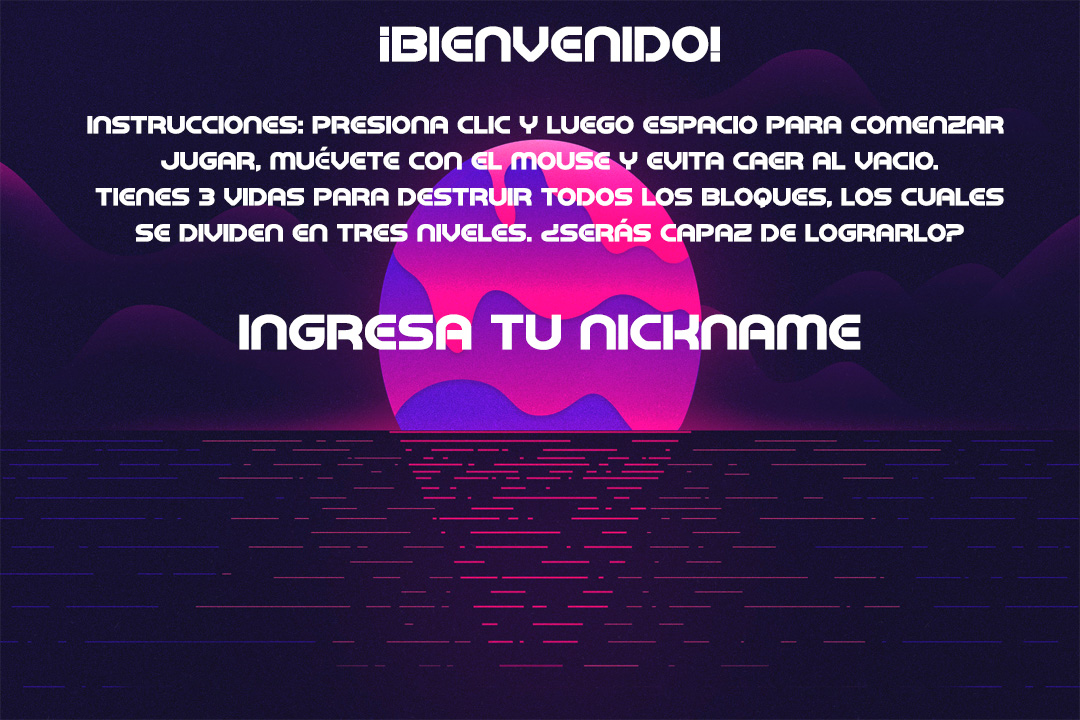 ¡BIENVENIDO!
INSTRUCCIONES: PRESIONA CLIC Y LUEGO ESPACIO PARA COMENZAR
JUGAR, MUÉVETE CON EL MOUSE Y EVITA CAER AL VACIO.
TIENES 3 VIDAS PARA DESTRUIR TODOS LOS BLOQUES, LOS CUALES
SE DIVIDEN EN TRES NIVELES. ¿SERÁS CAPAZ DE LOGRARLO?
INGRESA TU NICKNAME